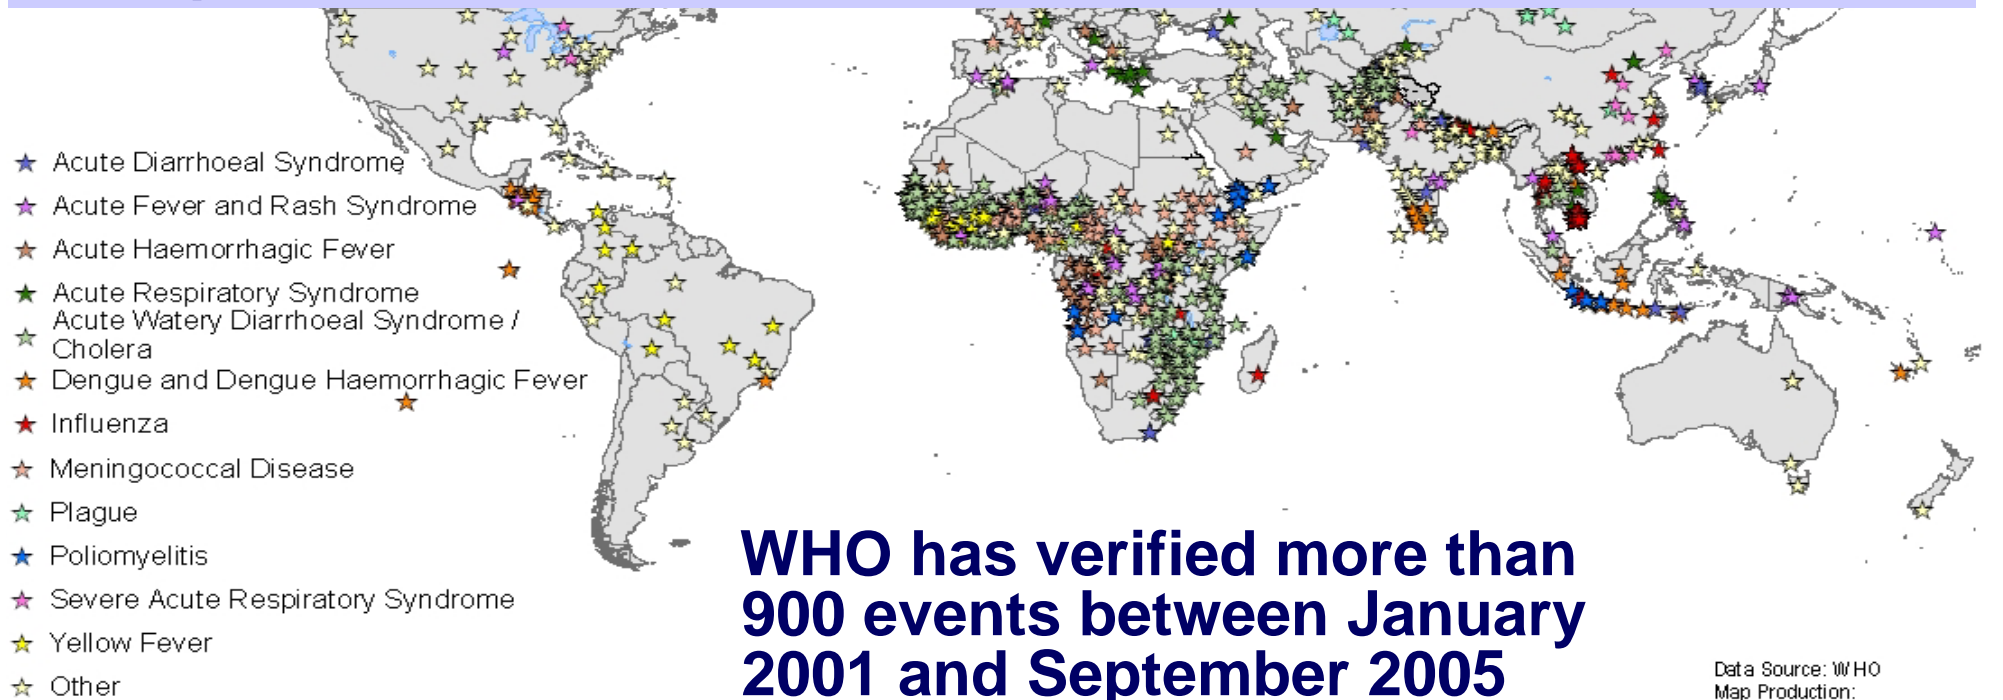 Acute Diarrhoeal Syndrome
Acute Fever and Rash Syndrome
Acute Haemorrhagic Fever
Acute Respiratory Syndrome
Acute Watery Diarrhoeal Syndrome /
Cholera
Dengue and Dengue Haemorrhagic Fever
Influenza
Meningococcal Disease
Plague
Poliomyelitis
Severe Acute Respiratory Syndrome
Yellow Fever
Other
WHO has verified more than
900 events between January
2001 and September 2005
Data Source: WHO
Map Production: